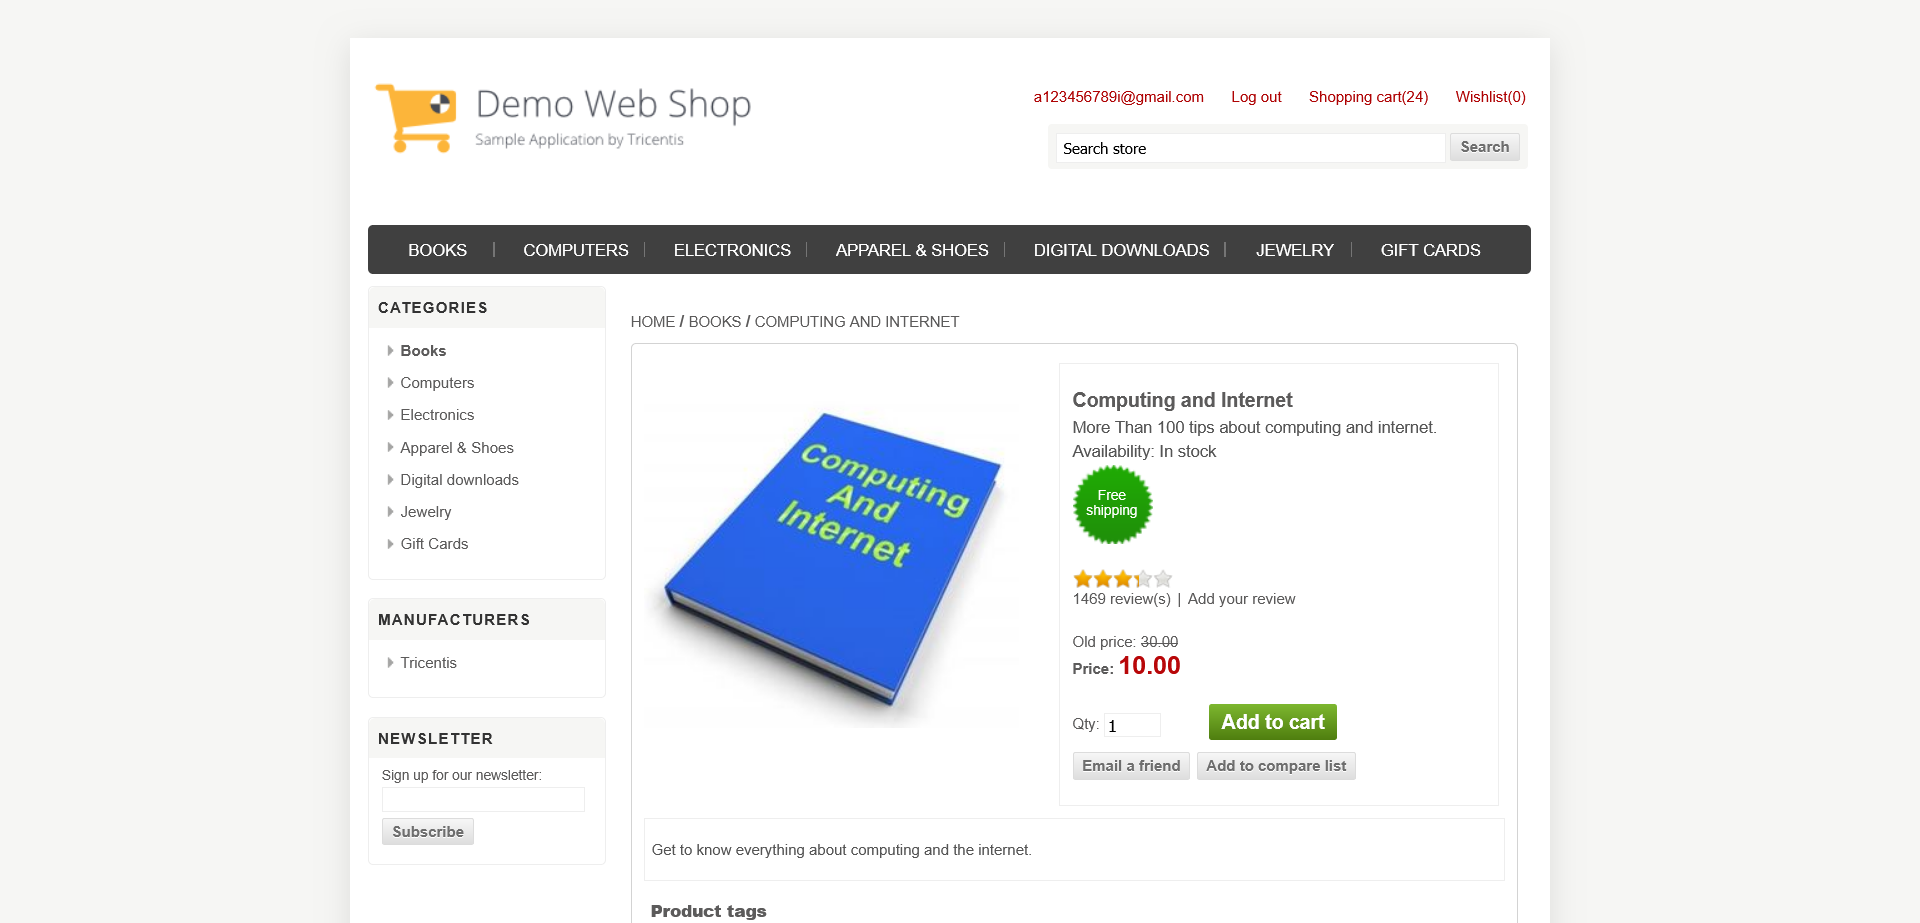 Demo Web Shop
Sample Application by Tricentis
a123456789i@gmail.com Log out Shopping cart(24) Wishlist(0)
Search store Search
BOOKS COMPUTERS ELECTRONICS APPAREL & SHOES DIGITAL DOWNLOADS JEWELRY GIFT CARDS
CATEGORIES
Books
Computers
Electronics
Apparel & Shoes
Digital downloads
Jewelry
Gift Cards
MANUFACTURERS
Tricentis
NEWSLETTER
Sign up for our newsletter:
Subscribe
HOME / BOOKS / COMPUTING AND INTERNET
Computing
And
Internet
Computing and Internet
More Than 100 tips about computing and internet.
Availability: In stock
Free
shipping
1469 review(s) | Add your review
Old price: 30.00
Price: 10.00
Qty: 1 Add to cart
Email a friend Add to compare list
Get to know everything about computing and the internet.
Product tags